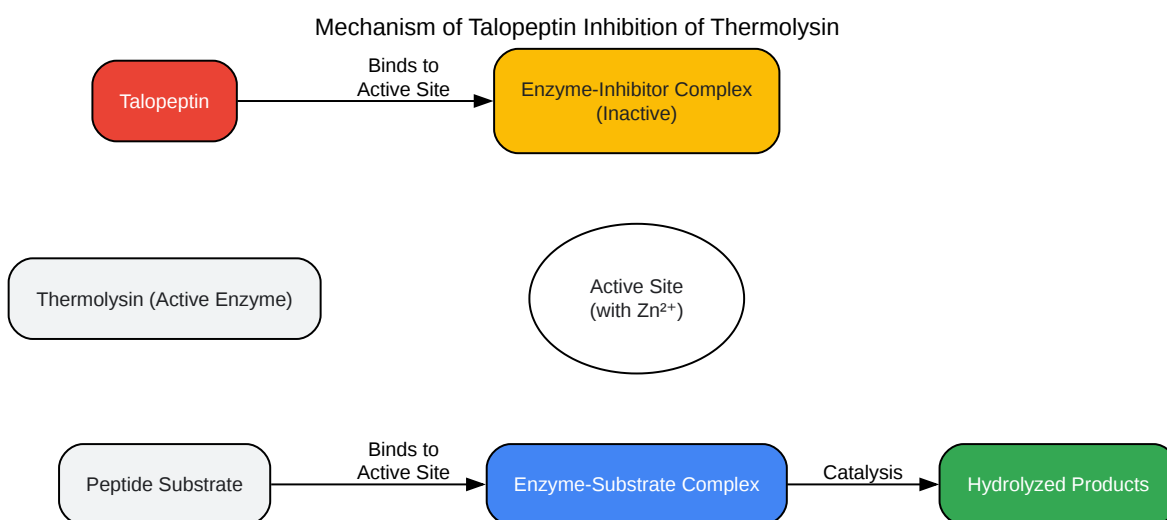 Mechanism of Talopeptin Inhibition of Thermolysin
Talopeptin
Binds to
Active Site
Enzyme-Inhibitor Complex
(Inactive)
Thermolysin (Active Enzyme)
Active Site
(with Zn²⁺)
Peptide Substrate
Binds to
Active Site
Enzyme-Substrate Complex
Catalysis
Hydrolyzed Products